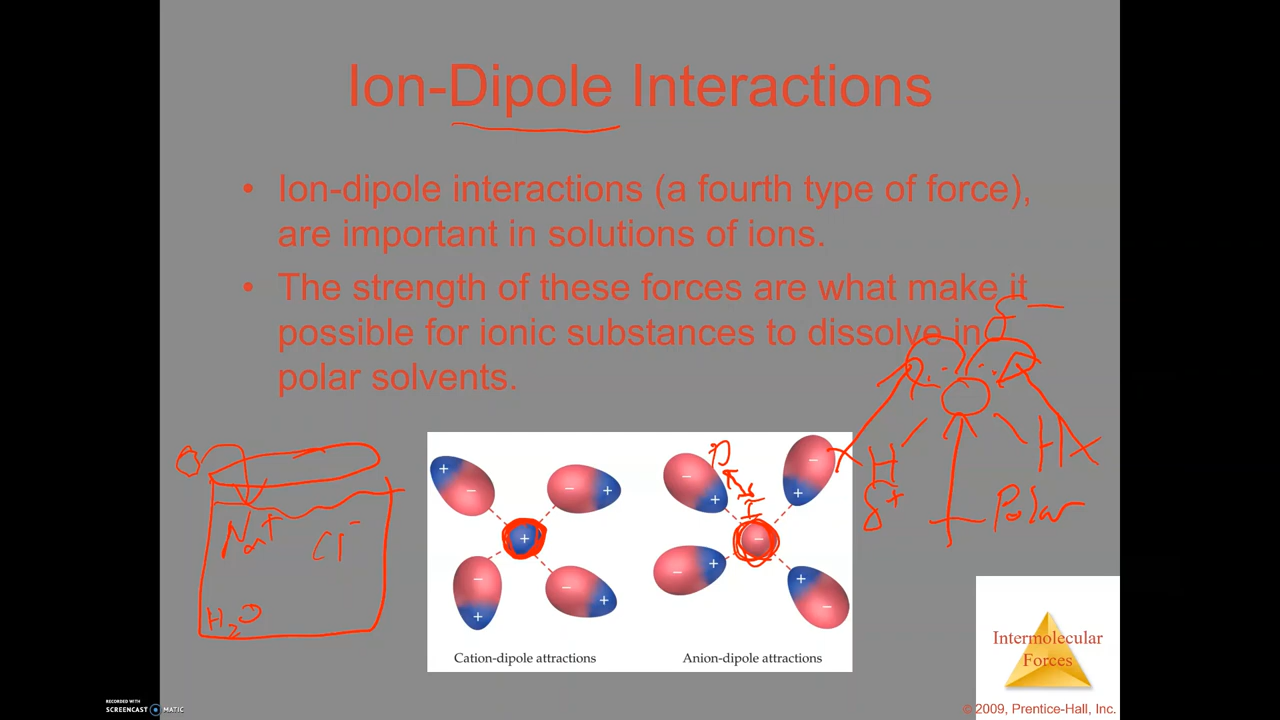 Ion-Dipole Interactions
• Ion-dipole interactions (a fourth type of force),
are important in solutions of ions.
• The strength of these forces are what make it
possible for ionic substances to dissolve in
polar solvents.
δ−
H
H
δ+
Polar
Na+
Cl−
H2O
D
I
+
−
−
+
+
−
+
−
+
−
+
−
+
−
−
+
−
+
Cation-dipole attractions
Anion-dipole attractions
Intermolecular
Forces
© 2009, Prentice-Hall, Inc.
RECORDED WITH
SCREENCAST MATIC